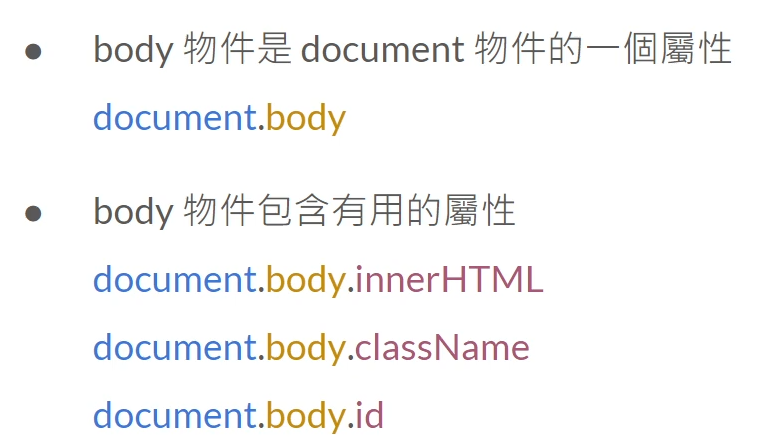 ● body 物件是 document 物件的一個屬性
document.body
● body 物件包含有用的屬性
document.body.innerHTML
document.body.className
document.body.id